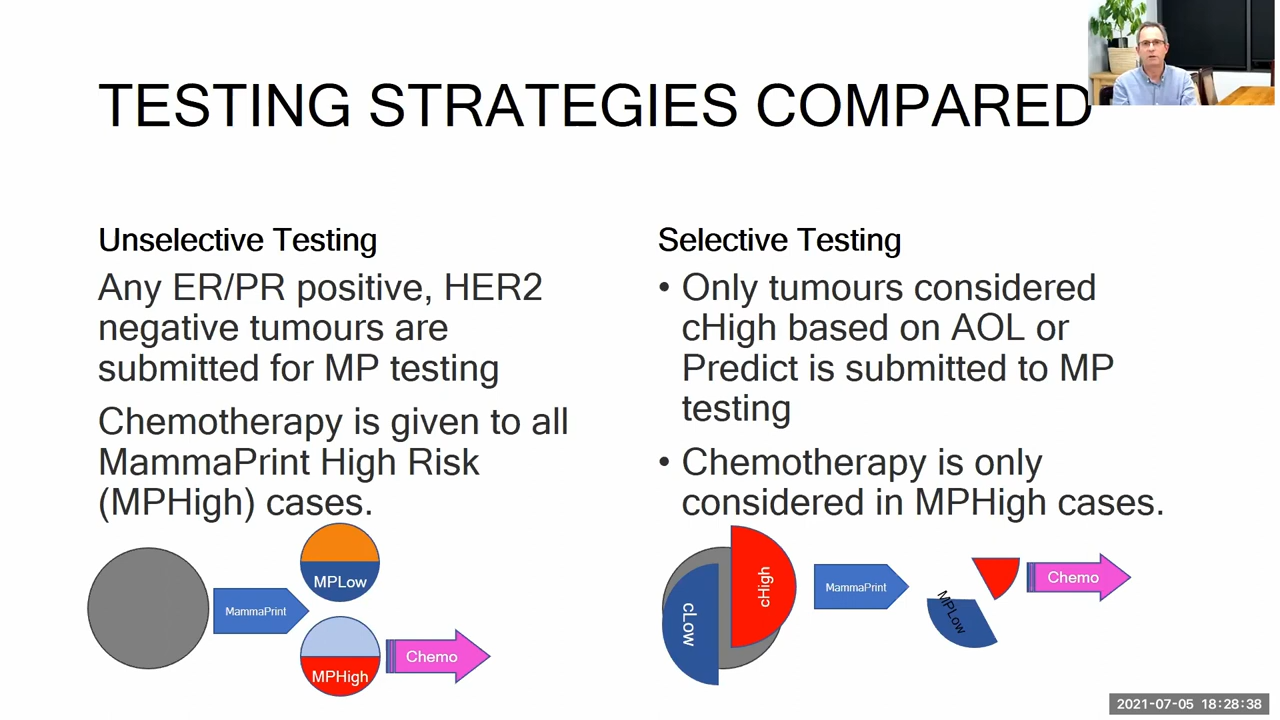 TESTING STRATEGIES COMPARED
Unselective Testing
Any ER/PR positive, HER2
negative tumours are
submitted for MP testing
Chemotherapy is given to all
MammaPrint High Risk
(MPHigh) cases.
MammaPrint
MPLow
MPHigh
Chemo
Selective Testing
• Only tumours considered
cHigh based on AOL or
Predict is submitted to MP
testing
• Chemotherapy is only
considered in MPHigh cases.
cLow
cHigh
MammaPrint
MPLow
Chemo
2021-07-05 18:28:38